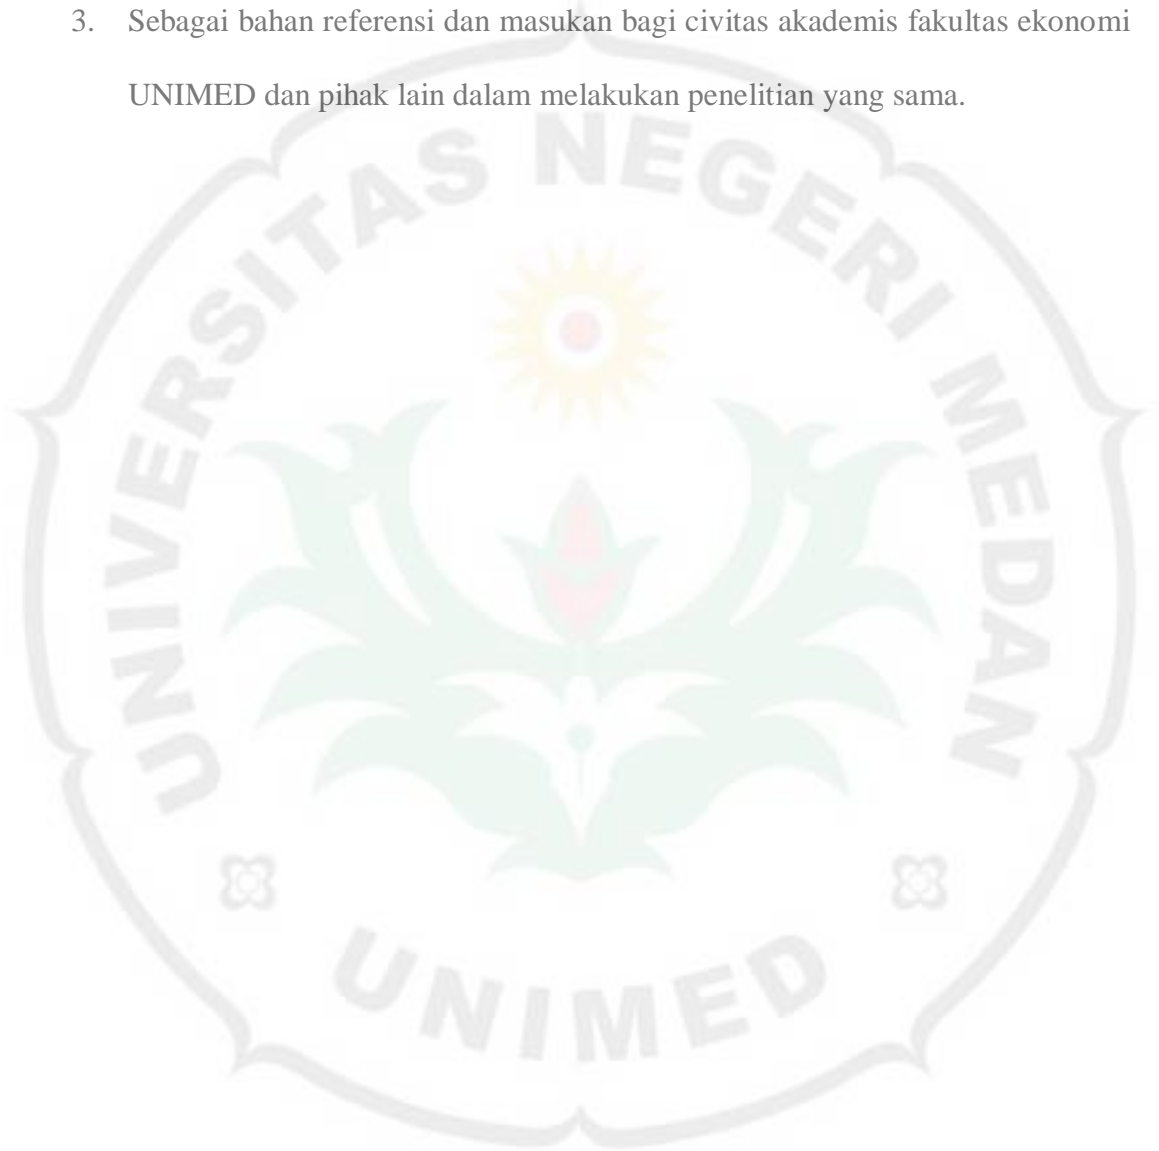 3. Sebagai bahan referensi dan masukan bagi civitas akademis fakultas ekonomi
UNIMED dan pihak lain dalam melakukan penelitian yang sama.
UNIVERSITAS NEGERI MEDAN
UNIMED